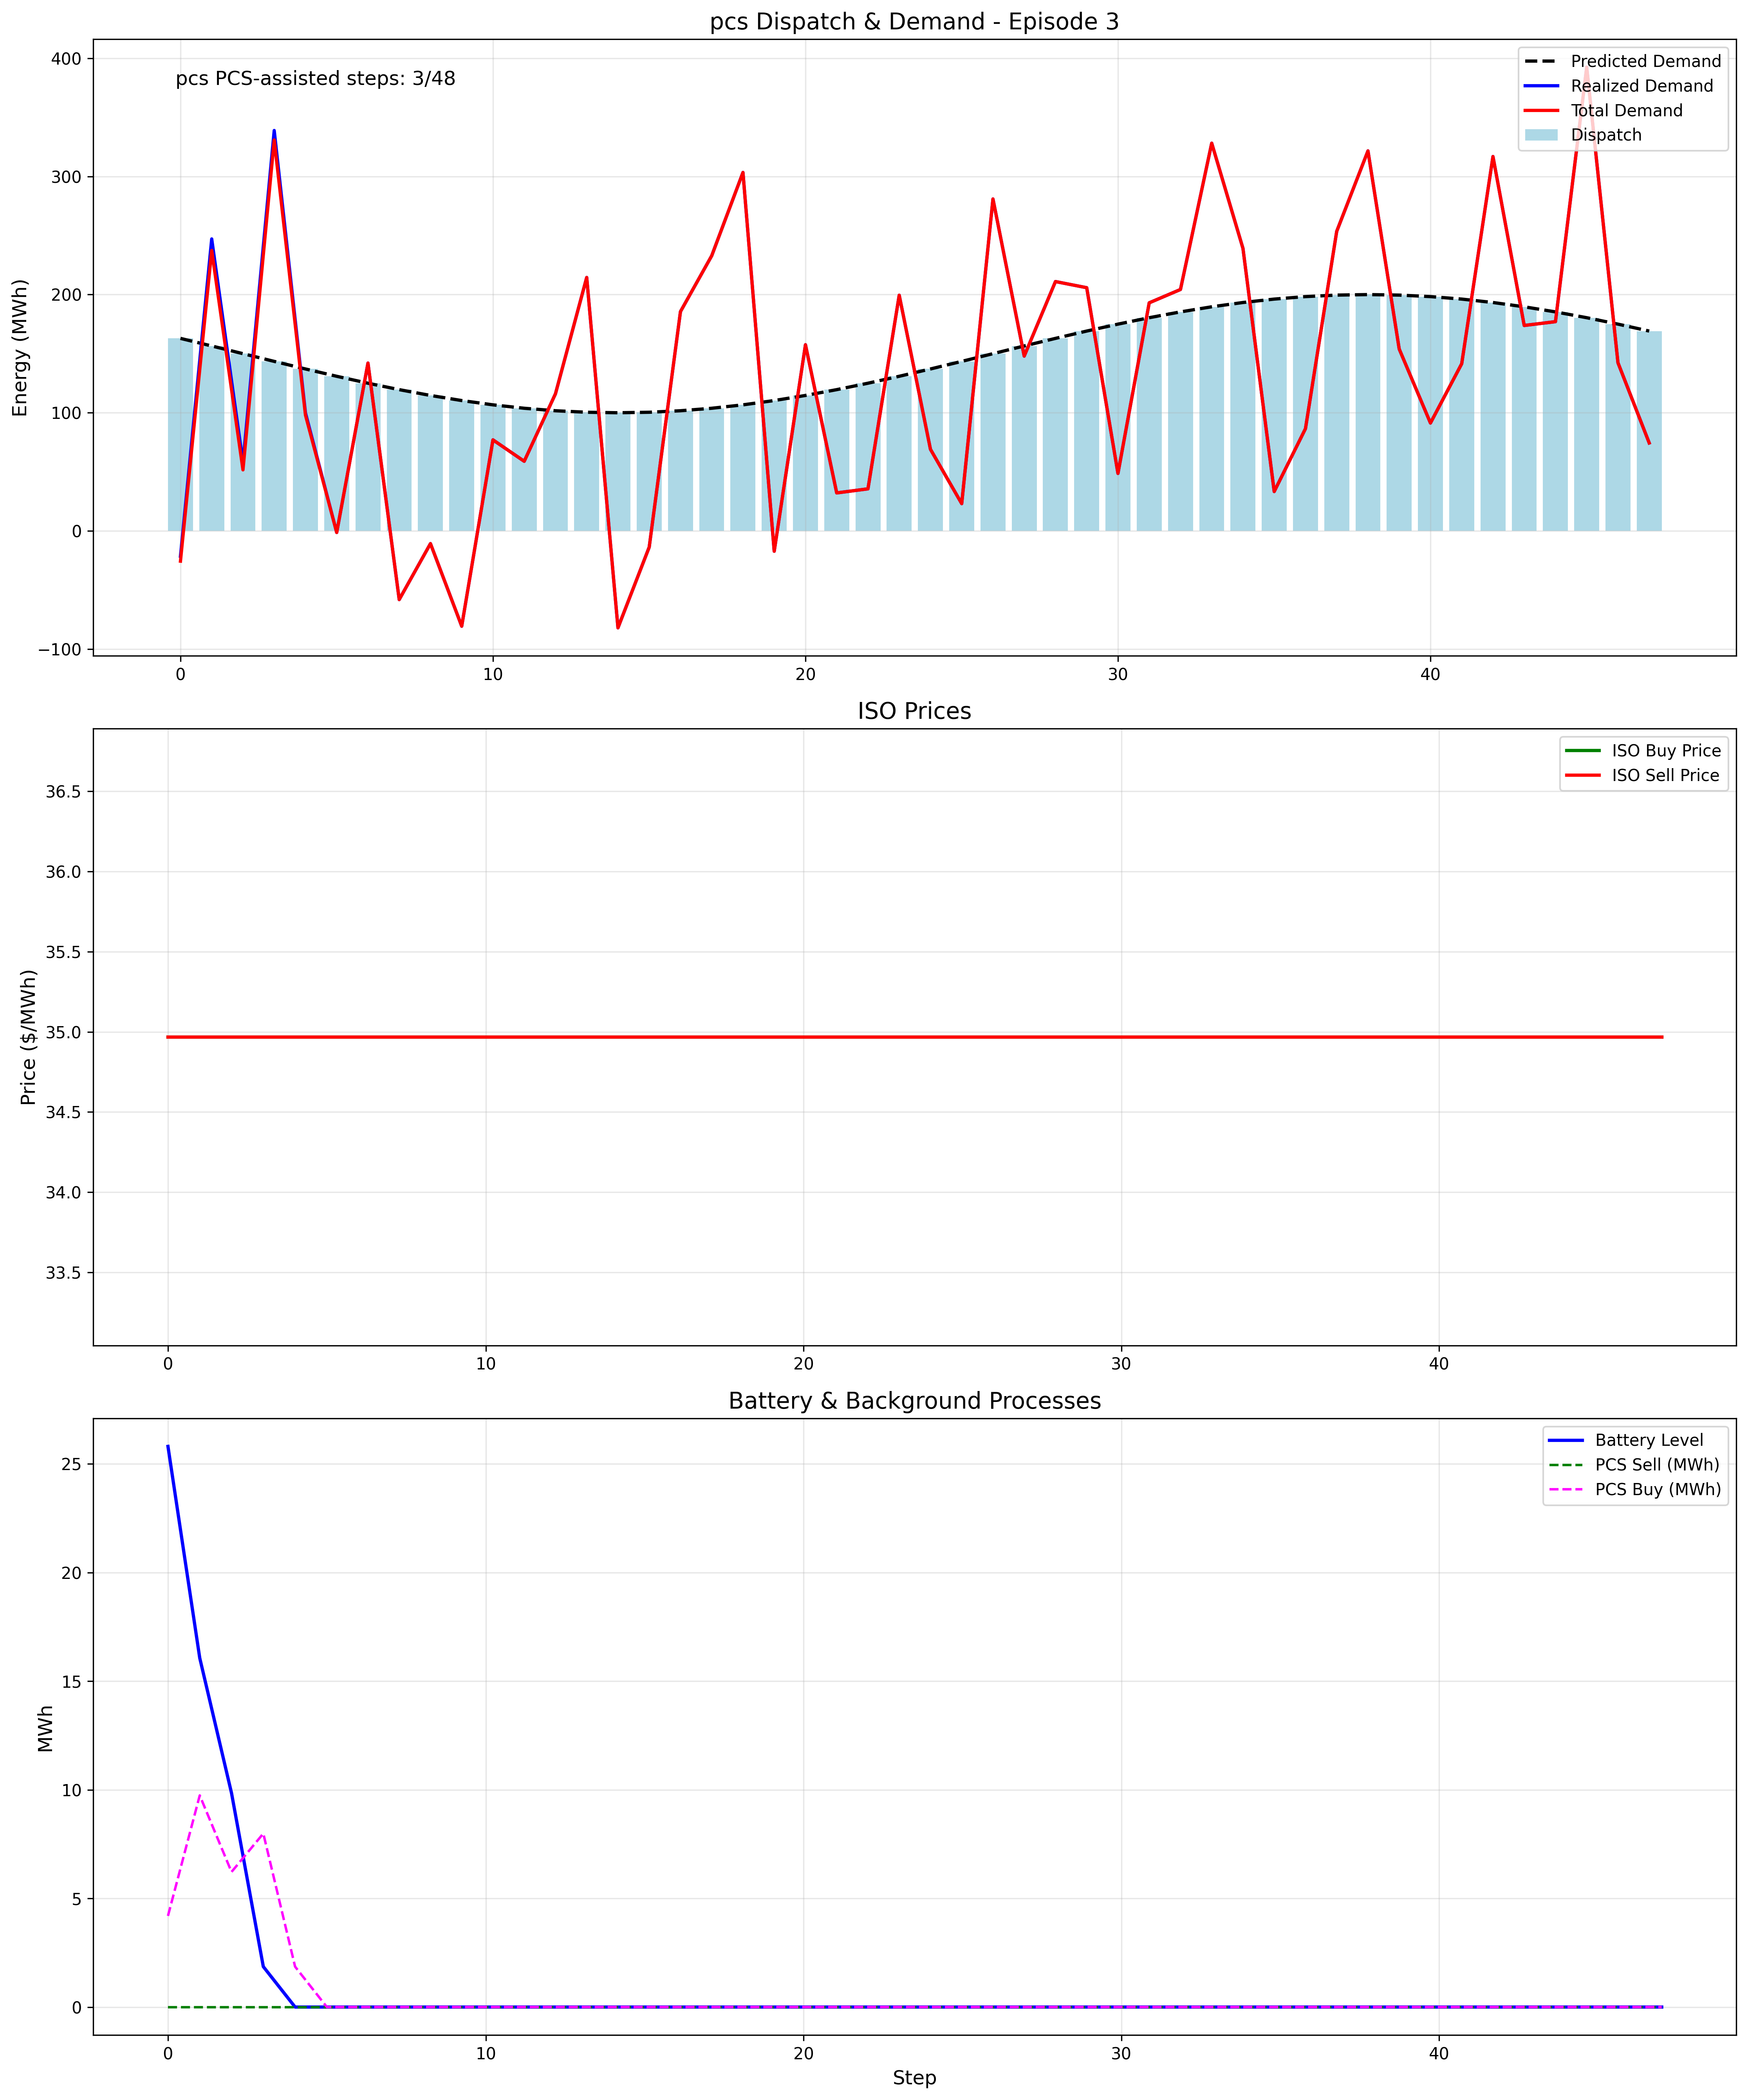 pcs Dispatch & Demand - Episode 3
pcs PCS-assisted steps: 3/48
Predicted Demand
Realized Demand
Total Demand
Dispatch
Energy (MWh)
400
300
200
100
0
−100
0 10 20 30 40
ISO Prices
ISO Buy Price
ISO Sell Price
Price ($/MWh)
36.5
36.0
35.5
35.0
34.5
34.0
33.5
0 10 20 30 40
Battery & Background Processes
Battery Level
PCS Sell (MWh)
PCS Buy (MWh)
MWh
25
20
15
10
5
0
0 10 20 30 40
Step